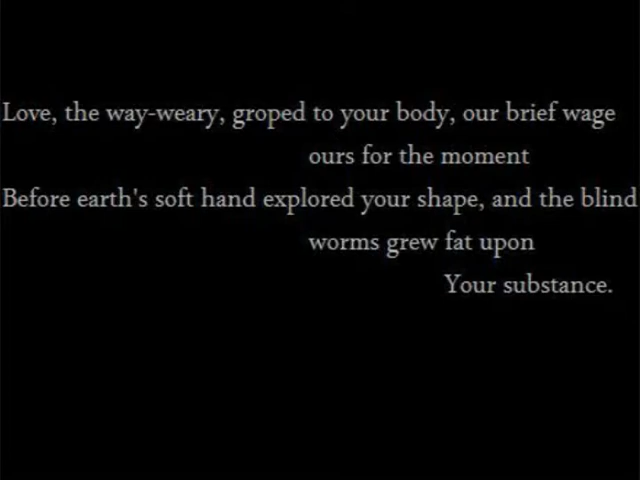 Love, the way-weary, groped to your body, our brief wage
ours for the moment
Before earth's soft hand explored your shape, and the blind
worms grew fat upon
Your substance.